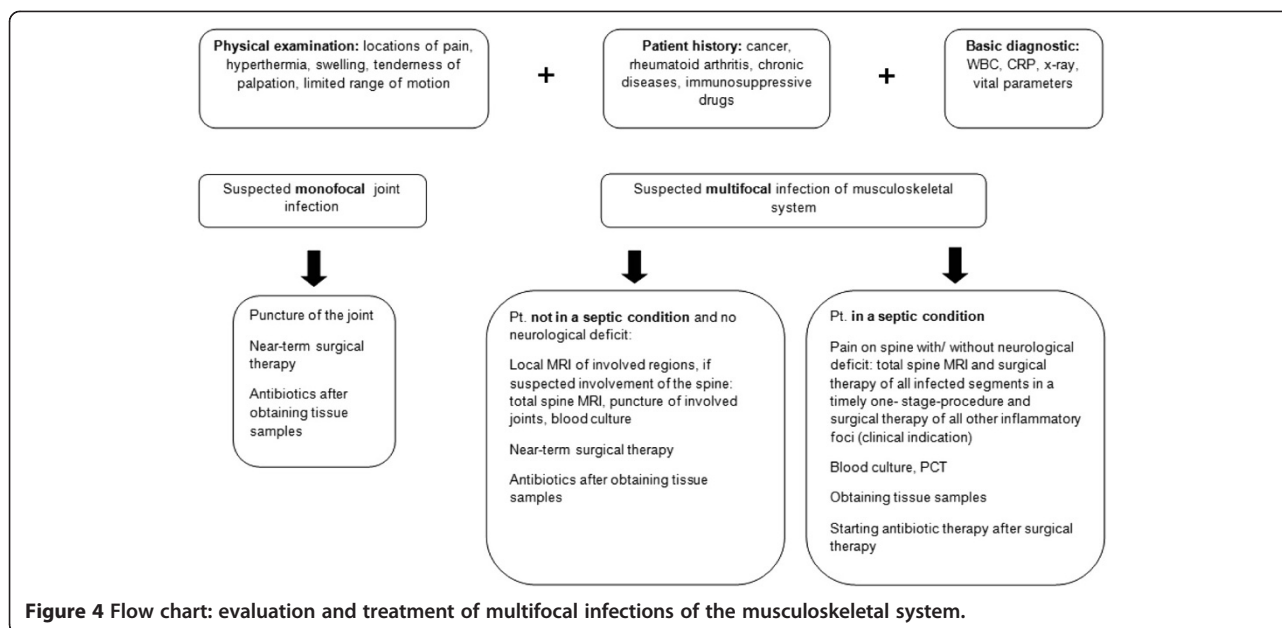 Physical examination: locations of pain,
hyperthermia, swelling, tenderness of
palpation, limited range of motion
+
Patient history: cancer,
rheumatoid arthritis, chronic
diseases, immunosuppressive
drugs
+
Basic diagnostic:
WBC, CRP, x-ray,
vital parameters
Suspected monofocal joint
infection
Suspected multifocal infection of musculoskeletal
system
Puncture of the joint
Near-term surgical
therapy
Antibiotics after
obtaining tissue
samples
Pt. not in a septic condition and no
neurological deficit:
Local MRI of involved regions, if
suspected involvement of the spine:
total spine MRI, puncture of involved
joints, blood culture
Near-term surgical therapy
Antibiotics after obtaining tissue
samples
Pt. in a septic condition
Pain on spine with/ without neurological
deficit: total spine MRI and surgical
therapy of all infected segments in a
timely one- stage-procedure and
surgical therapy of all other inflammatory
foci (clinical indication)
Blood culture, PCT
Obtaining tissue samples
Starting antibiotic therapy after surgical
therapy
Figure 4 Flow chart: evaluation and treatment of multifocal infections of the musculoskeletal system.